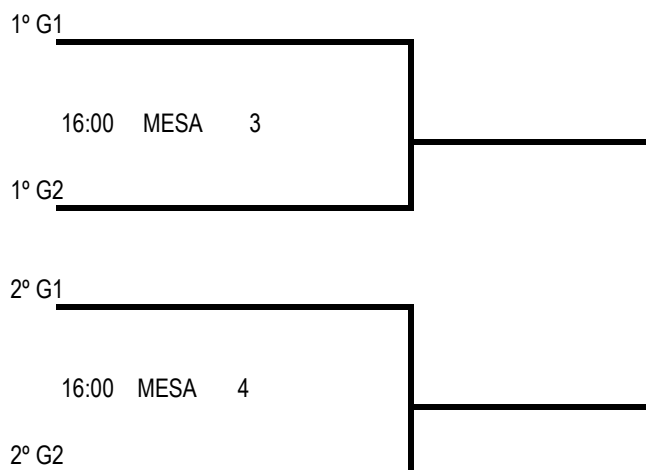 1º G1
16:00 MESA 3
1º G2
2º G1
16:00 MESA 4
2º G2